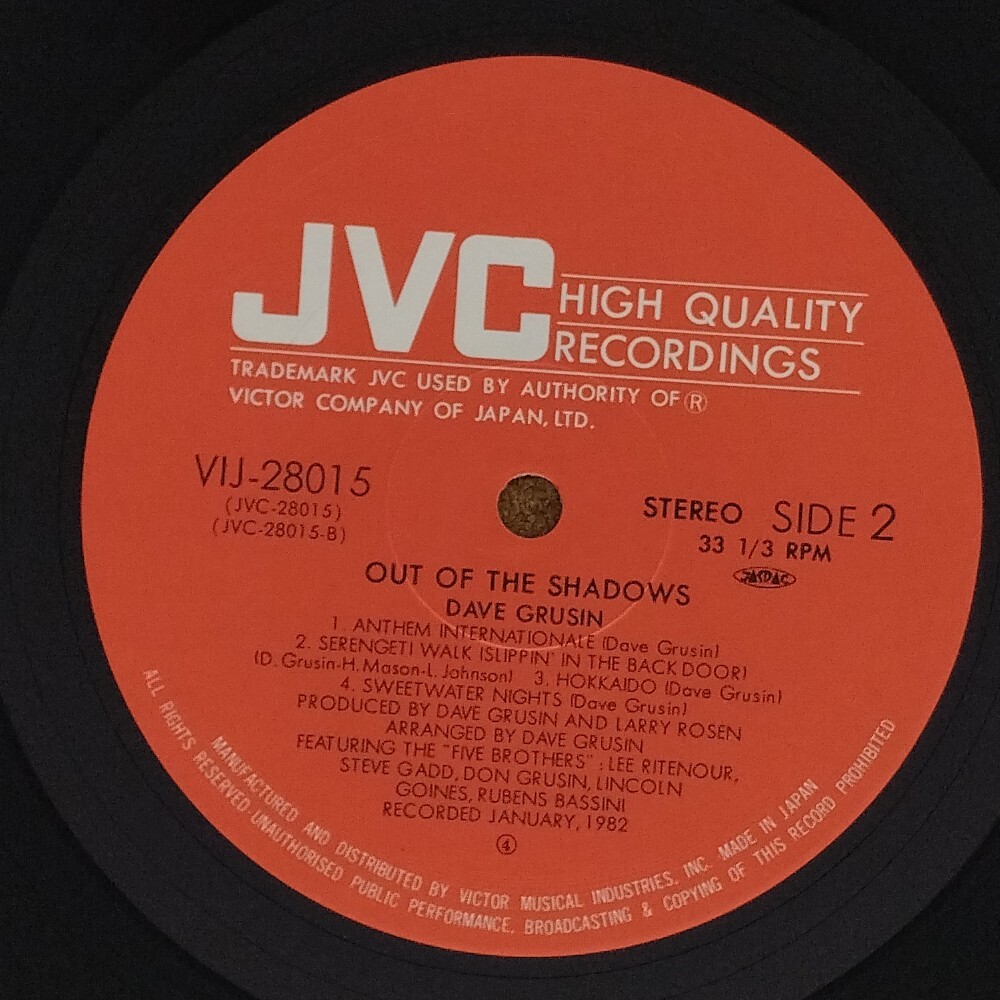 JVC HIGH QUALITY
RECORDINGS
TRADEMARK JVC USED BY AUTHORITY OF ®
VICTOR COMPANY OF JAPAN, LTD.
VIJ-28015
(JVC-28015)
(JVC-28015-B)
STEREO SIDE 2
33 1/3 RPM
JASRAC
OUT OF THE SHADOWS
DAVE GRUSIN
1. ANTHEM INTERNATIONALE (Dave Grusin)
2. SERENGETI WALK (SLIPPIN' IN THE BACK DOOR)
(D. Grusin-H. Mason-L. Johnson) 3. HOKKAIDO (Dave Grusin)
4. SWEETWATER NIGHTS (Dave Grusin)
PRODUCED BY DAVE GRUSIN AND LARRY ROSEN
ARRANGED BY DAVE GRUSIN
FEATURING THE "FIVE BROTHERS" : LEE RITENOUR,
STEVE GADD, DON GRUSIN, LINCOLN
GOINES, RUBENS BASSINI
RECORDED JANUARY, 1982
④
MANUFACTURED AND DISTRIBUTED BY VICTOR MUSICAL INDUSTRIES, INC. MADE IN JAPAN
ALL RIGHTS RESERVED·UNAUTHORISED PUBLIC PERFORMANCE, BROADCASTING & COPYING OF THIS RECORD PROHIBITED